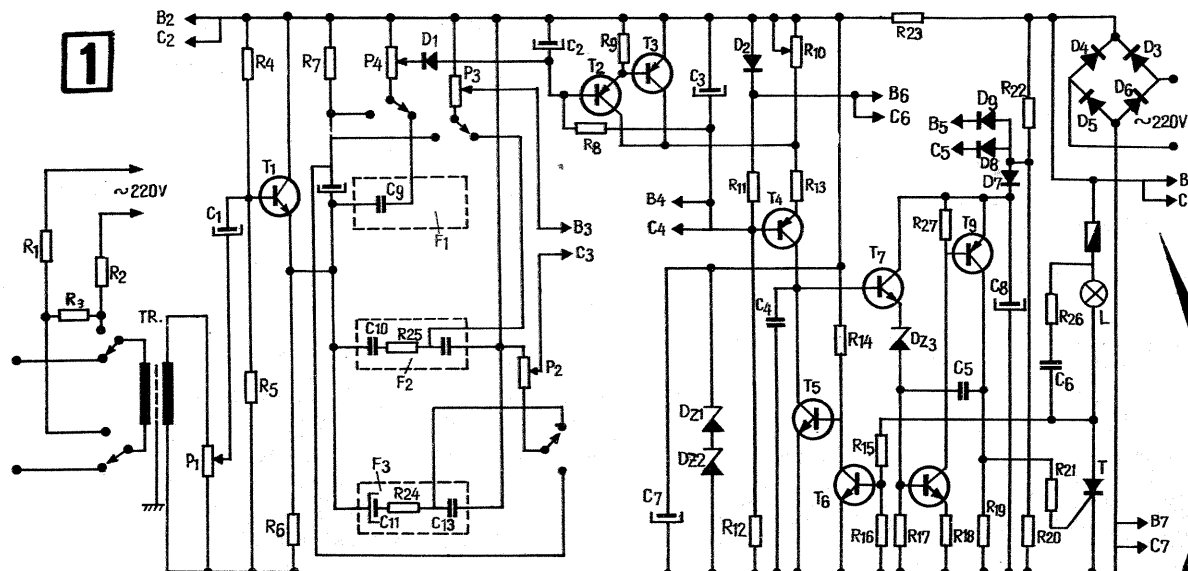 1
B2
C2
R4
R7
P4
D1
P3
C2
R9
T3
T2
R8
C3
D2
R10
R23
B6
C6
D9
B5
C5
D8
D7
R22
D4
D3
D5
D6
~220V
B
C
~220V
R1
R2
R3
TR.
C1
T1
C9
F1
B3
C3
B4
C4
R11
T4
R13
T7
R27
T9
C8
R26
L
C10
R25
F2
P2
C4
R14
DZ3
C5
C6
R5
P1
DZ1
DZ2
T5
R15
R21
T
F3
R24
C11
C13
R6
C7
R12
T6
R16
R17
R18
R19
R20
B7
C7